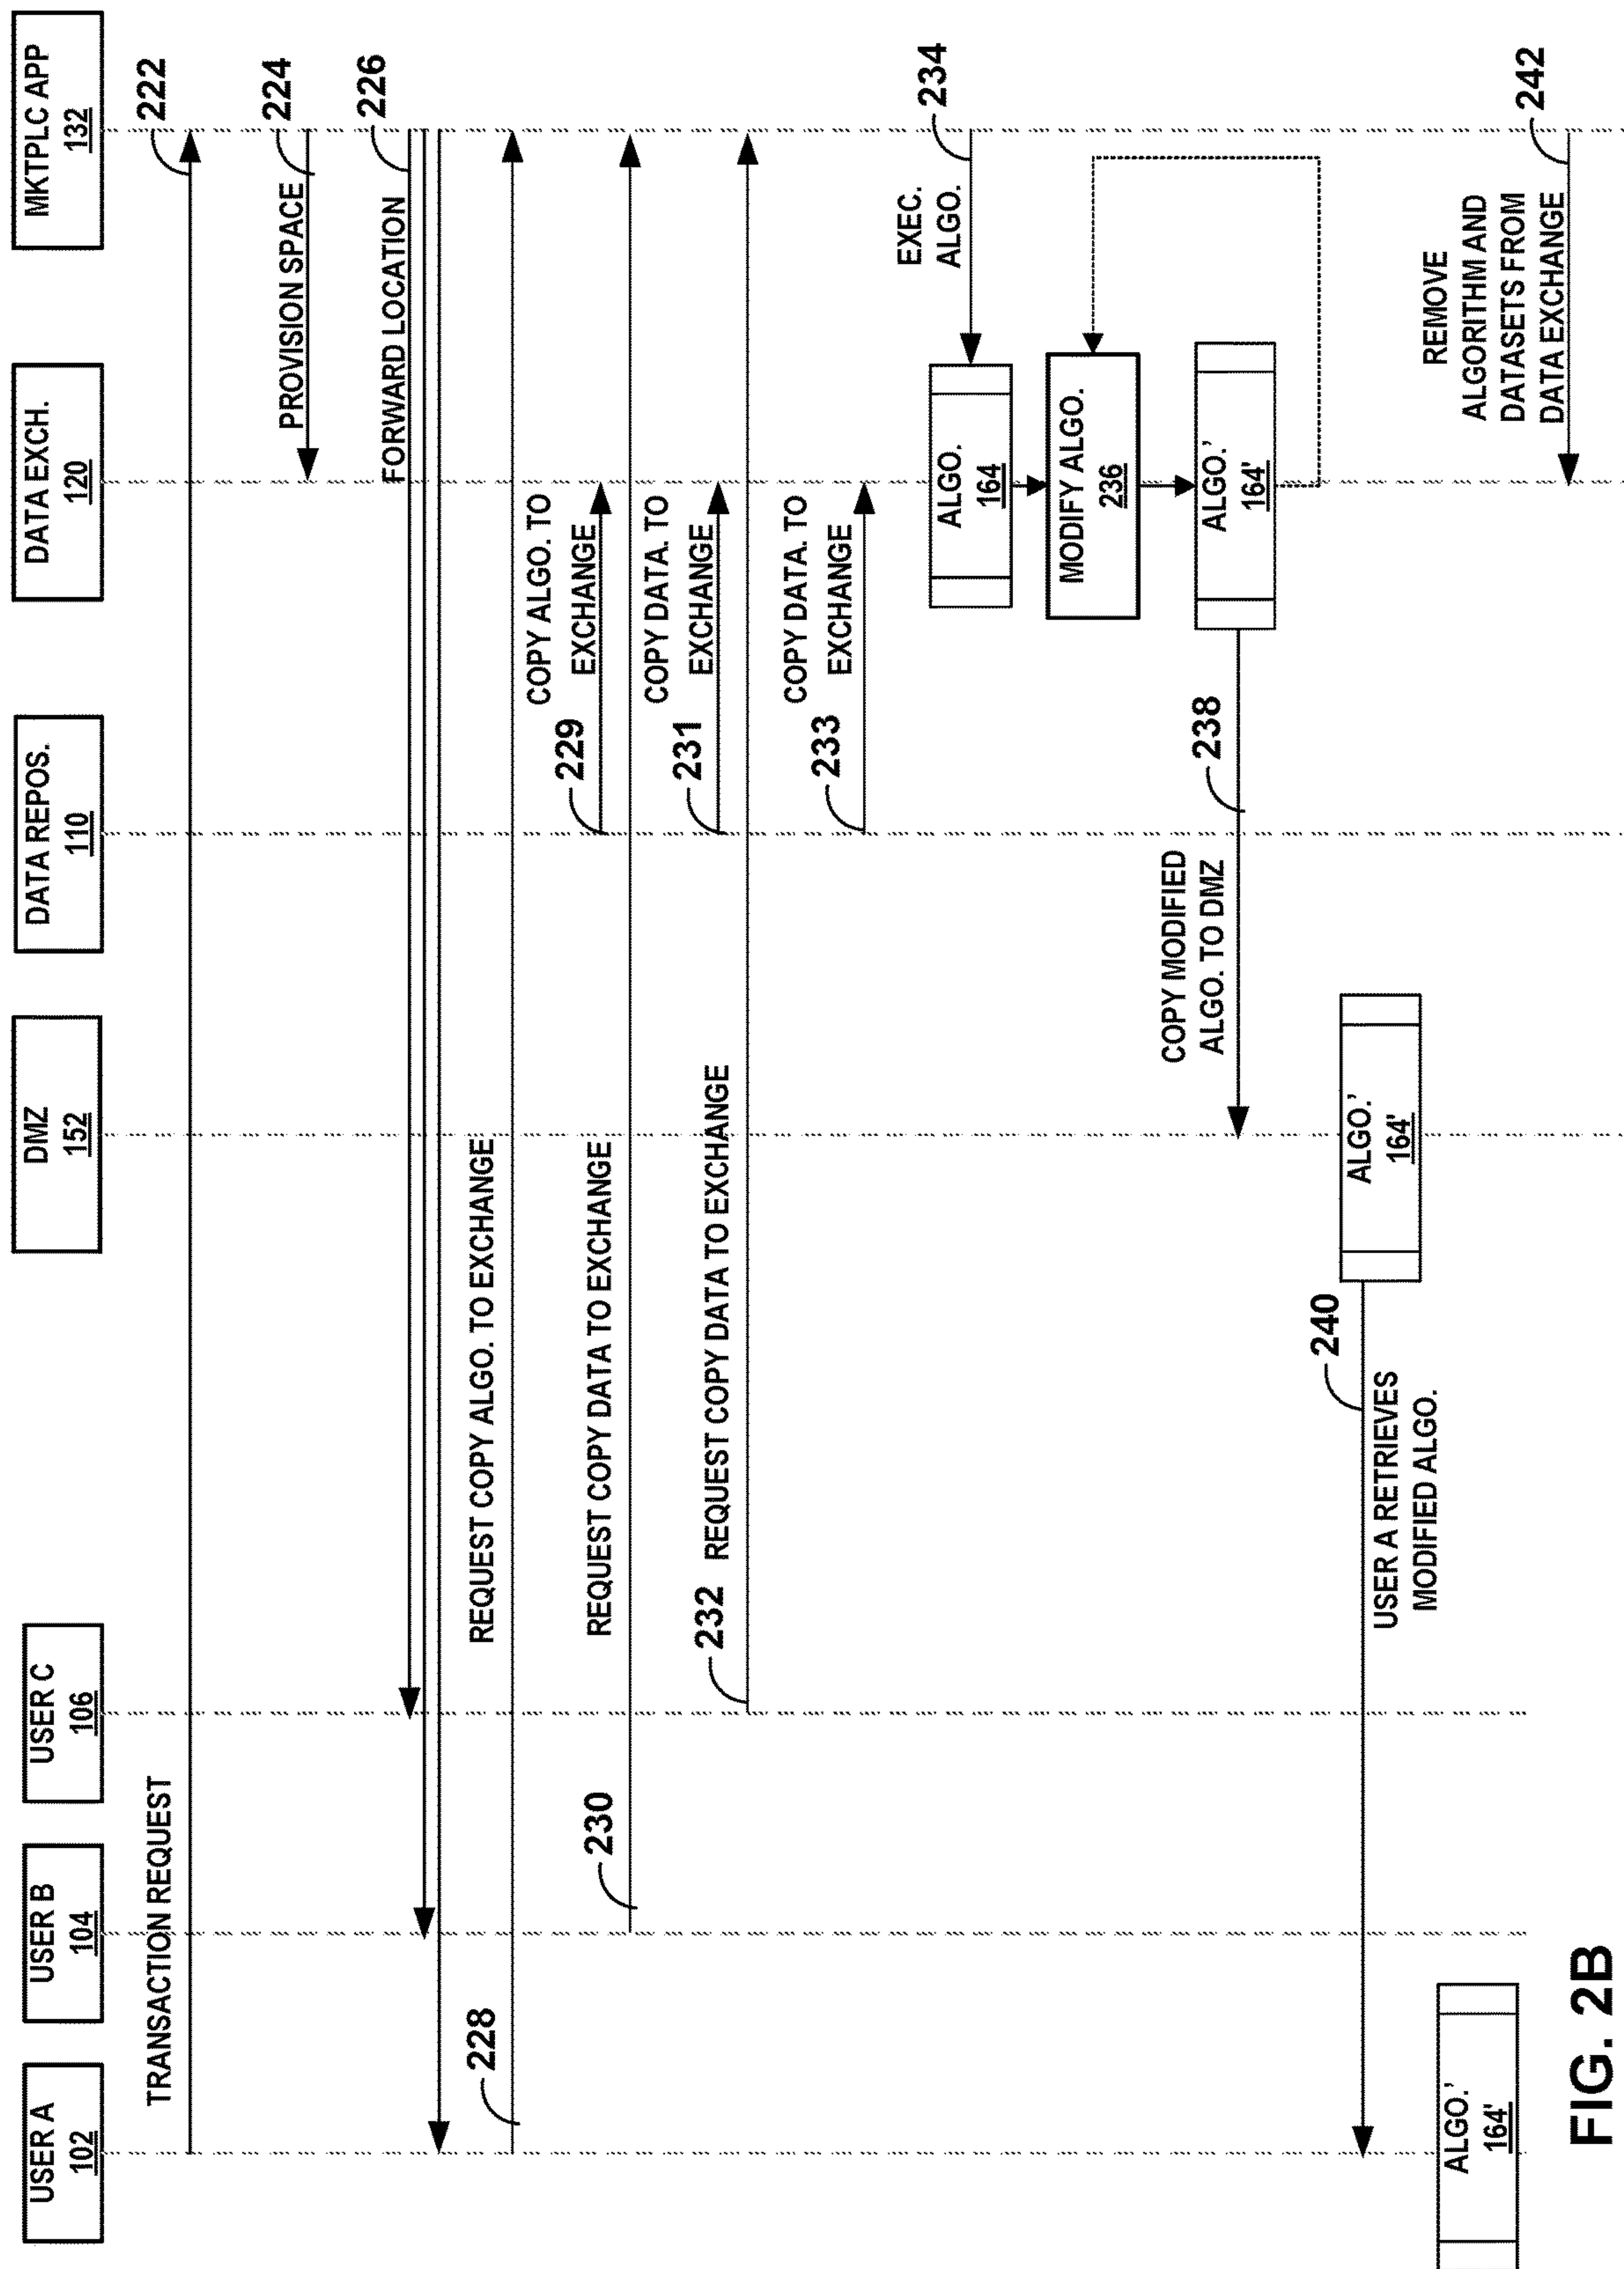 USER A
102
USER B
104
USER C
106
DMZ
152
DATA REPOS.
110
DATA EXCH.
120
MKTPLC APP
132
TRANSACTION REQUEST
222
PROVISION SPACE
224
FORWARD LOCATION
226
228
REQUEST COPY ALGO. TO EXCHANGE
COPY ALGO. TO
EXCHANGE
229
230
REQUEST COPY DATA TO EXCHANGE
COPY DATA. TO
EXCHANGE
231
232
REQUEST COPY DATA TO EXCHANGE
COPY DATA. TO
EXCHANGE
233
EXEC.
ALGO.
234
ALGO.
164
MODIFY ALGO.
236
ALGO.'
164'
COPY MODIFIED
ALGO. TO DMZ
238
ALGO.'
164'
240
USER A RETRIEVES
MODIFIED ALGO.
ALGO.'
164'
REMOVE
ALGORITHM AND
DATASETS FROM
DATA EXCHANGE
242
FIG. 2B